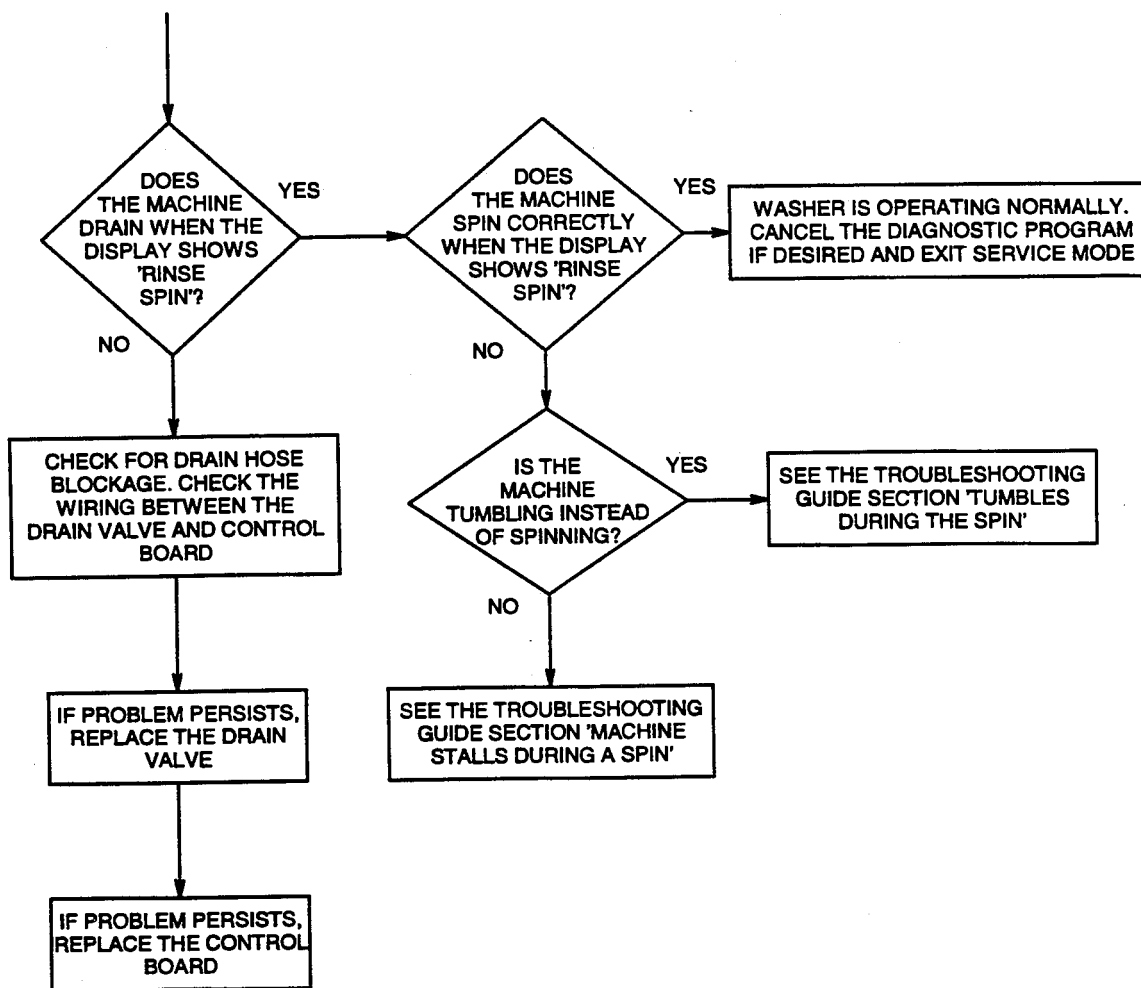 DOES
THE MACHINE
DRAIN WHEN THE
DISPLAY SHOWS
'RINSE
SPIN'?
YES
NO
DOES
THE MACHINE
SPIN CORRECTLY
WHEN THE DISPLAY
SHOWS 'RINSE
SPIN'?
YES
NO
WASHER IS OPERATING NORMALLY.
CANCEL THE DIAGNOSTIC PROGRAM
IF DESIRED AND EXIT SERVICE MODE
CHECK FOR DRAIN HOSE
BLOCKAGE. CHECK THE
WIRING BETWEEN THE
DRAIN VALVE AND CONTROL
BOARD
IS THE
MACHINE
TUMBLING INSTEAD
OF SPINNING?
YES
NO
SEE THE TROUBLESHOOTING
GUIDE SECTION 'TUMBLES
DURING THE SPIN'
IF PROBLEM PERSISTS,
REPLACE THE DRAIN
VALVE
SEE THE TROUBLESHOOTING
GUIDE SECTION 'MACHINE
STALLS DURING A SPIN'
IF PROBLEM PERSISTS,
REPLACE THE CONTROL
BOARD